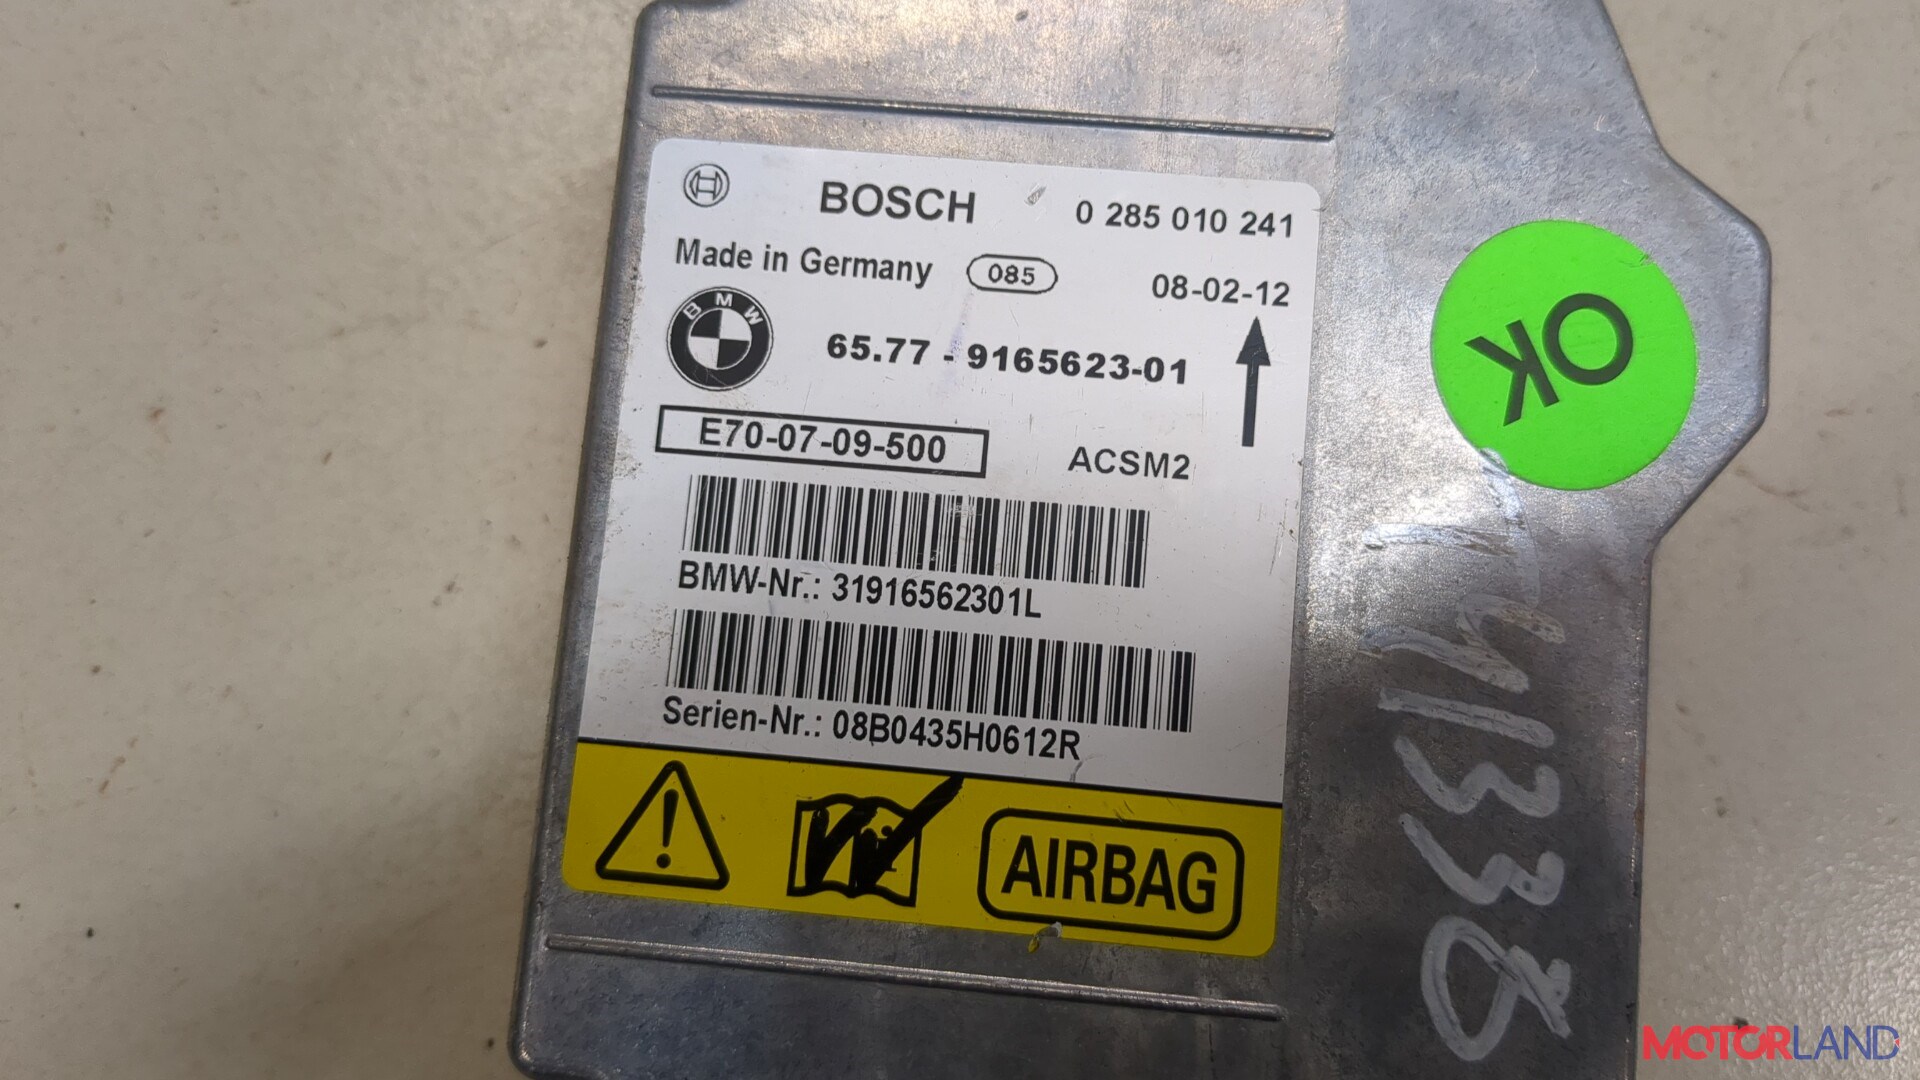 BOSCH 0 285 010 241
Made in Germany 085 08-02-12
BMW
65.77 - 9165623-01
E70-07-09-500 ACSM2
BMW-Nr.: 31916562301L
Serien-Nr.: 08B0435H0612R
AIRBAG
OK
MOTORLAND